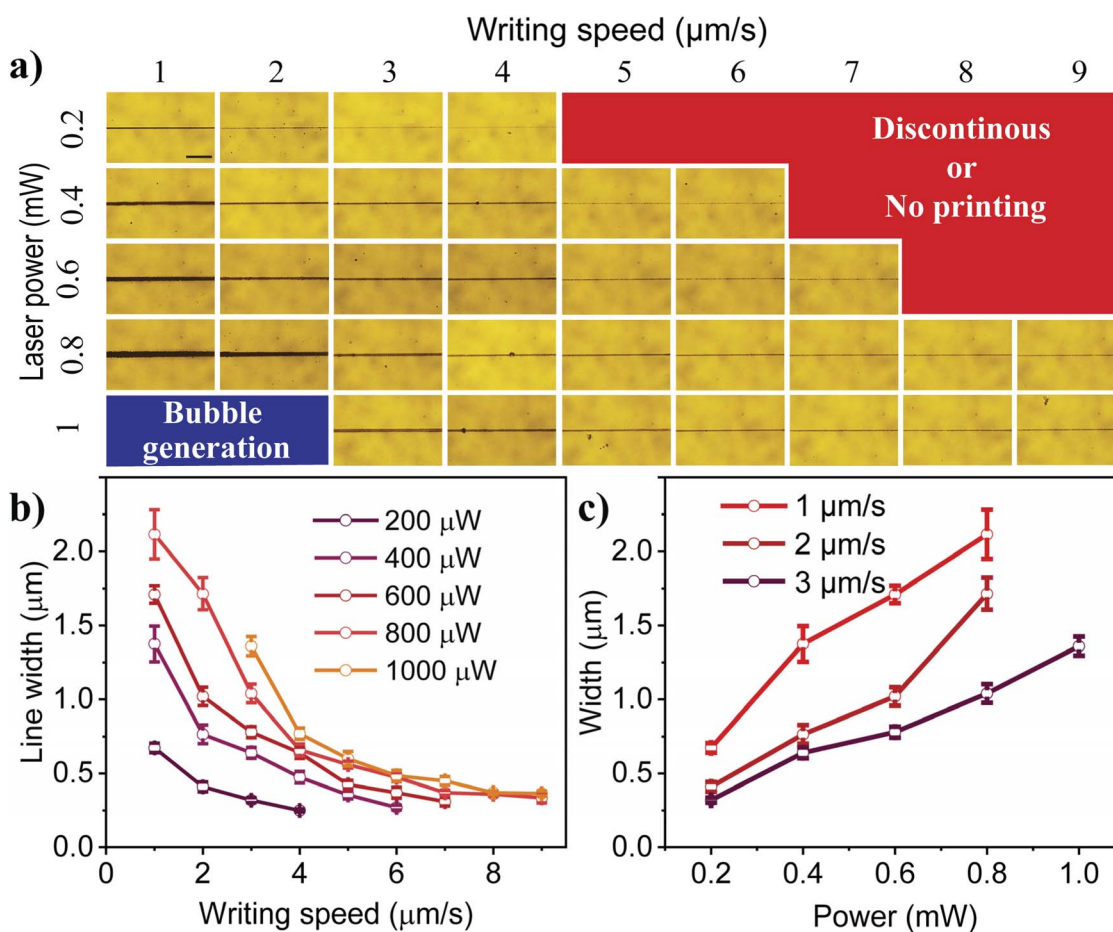 Writing speed (µm/s)
a)
1 2 3 4 5 6 7 8 9
Laser power (mW)
0.2
0.4
0.6
0.8
1
Discontinous
or
No printing
Bubble
generation
b)
Line width (µm)
2.0
1.5
1.0
0.5
0.0
200 µW
400 µW
600 µW
800 µW
1000 µW
0 2 4 6 8
Writing speed (µm/s)
c)
Width (µm)
2.0
1.5
1.0
0.5
0.0
1 µm/s
2 µm/s
3 µm/s
0.2 0.4 0.6 0.8 1.0
Power (mW)